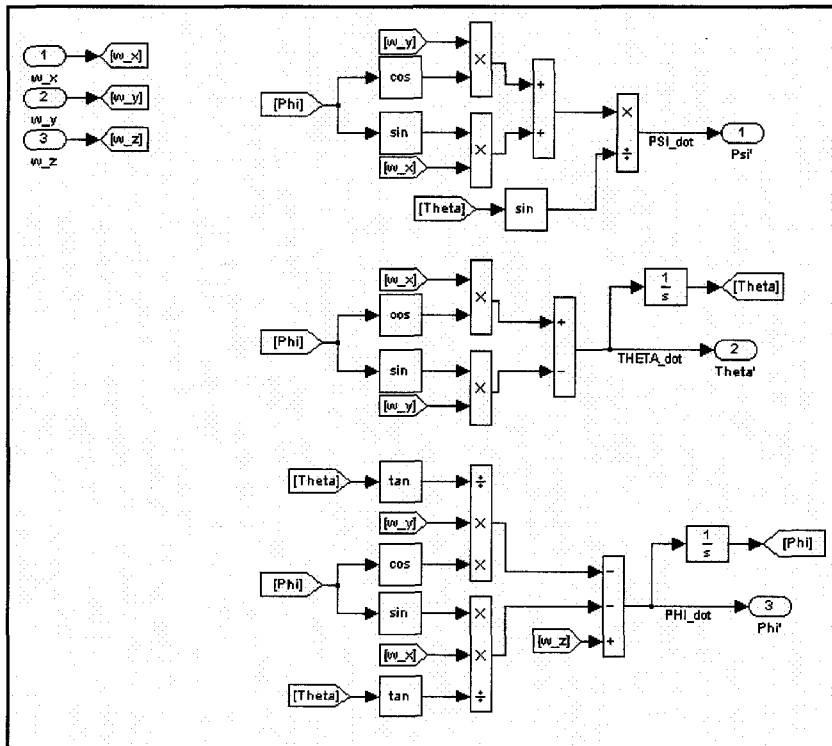 1
[w_x]
w_x
2
[w_y]
w_y
3
[w_z]
w_z
[w_y]
×
cos
[Phi]
sin
×
[w_x]
+
+
×
÷
PSI_dot
1
Psi'
[Theta]
sin
[w_x]
×
cos
[Phi]
sin
×
[w_y]
+
-
1
s
[Theta]
THETA_dot
2
Theta'
[Theta]
tan
÷
[w_y]
×
cos
×
[Phi]
sin
×
[w_x]
×
[Theta]
tan
÷
-
-
[w_z]
+
1
s
[Phi]
PHI_dot
3
Phi'